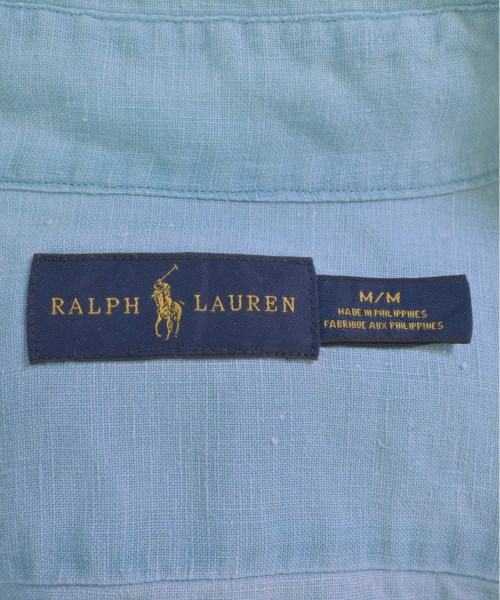 RALPH LAUREN
M/M
MADE IN PHILIPPINES
FABRIQUE AUX PHILIPPINES